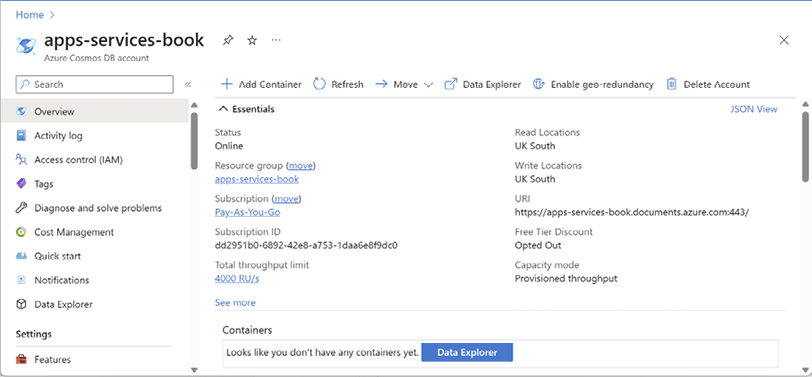 Home >
apps-services-book
Azure Cosmos DB account
Search
Overview
Activity log
Access control (IAM)
Tags
Diagnose and solve problems
Cost Management
Quick start
Notifications
Data Explorer
Settings
Features
Add Container Refresh Move Data Explorer Enable geo-redundancy Delete Account
Essentials JSON View
Status
Online
Resource group (move)
apps-services-book
Subscription (move)
Pay-As-You-Go
Subscription ID
dd2951b0-6892-42e8-a753-1daa6e8f9dc0
Total throughput limit
4000 RU/s
See more
Read Locations
UK South
Write Locations
UK South
URI
https://apps-services-book.documents.azure.com:443/
Free Tier Discount
Opted Out
Capacity mode
Provisioned throughput
Containers
Looks like you don't have any containers yet. Data Explorer